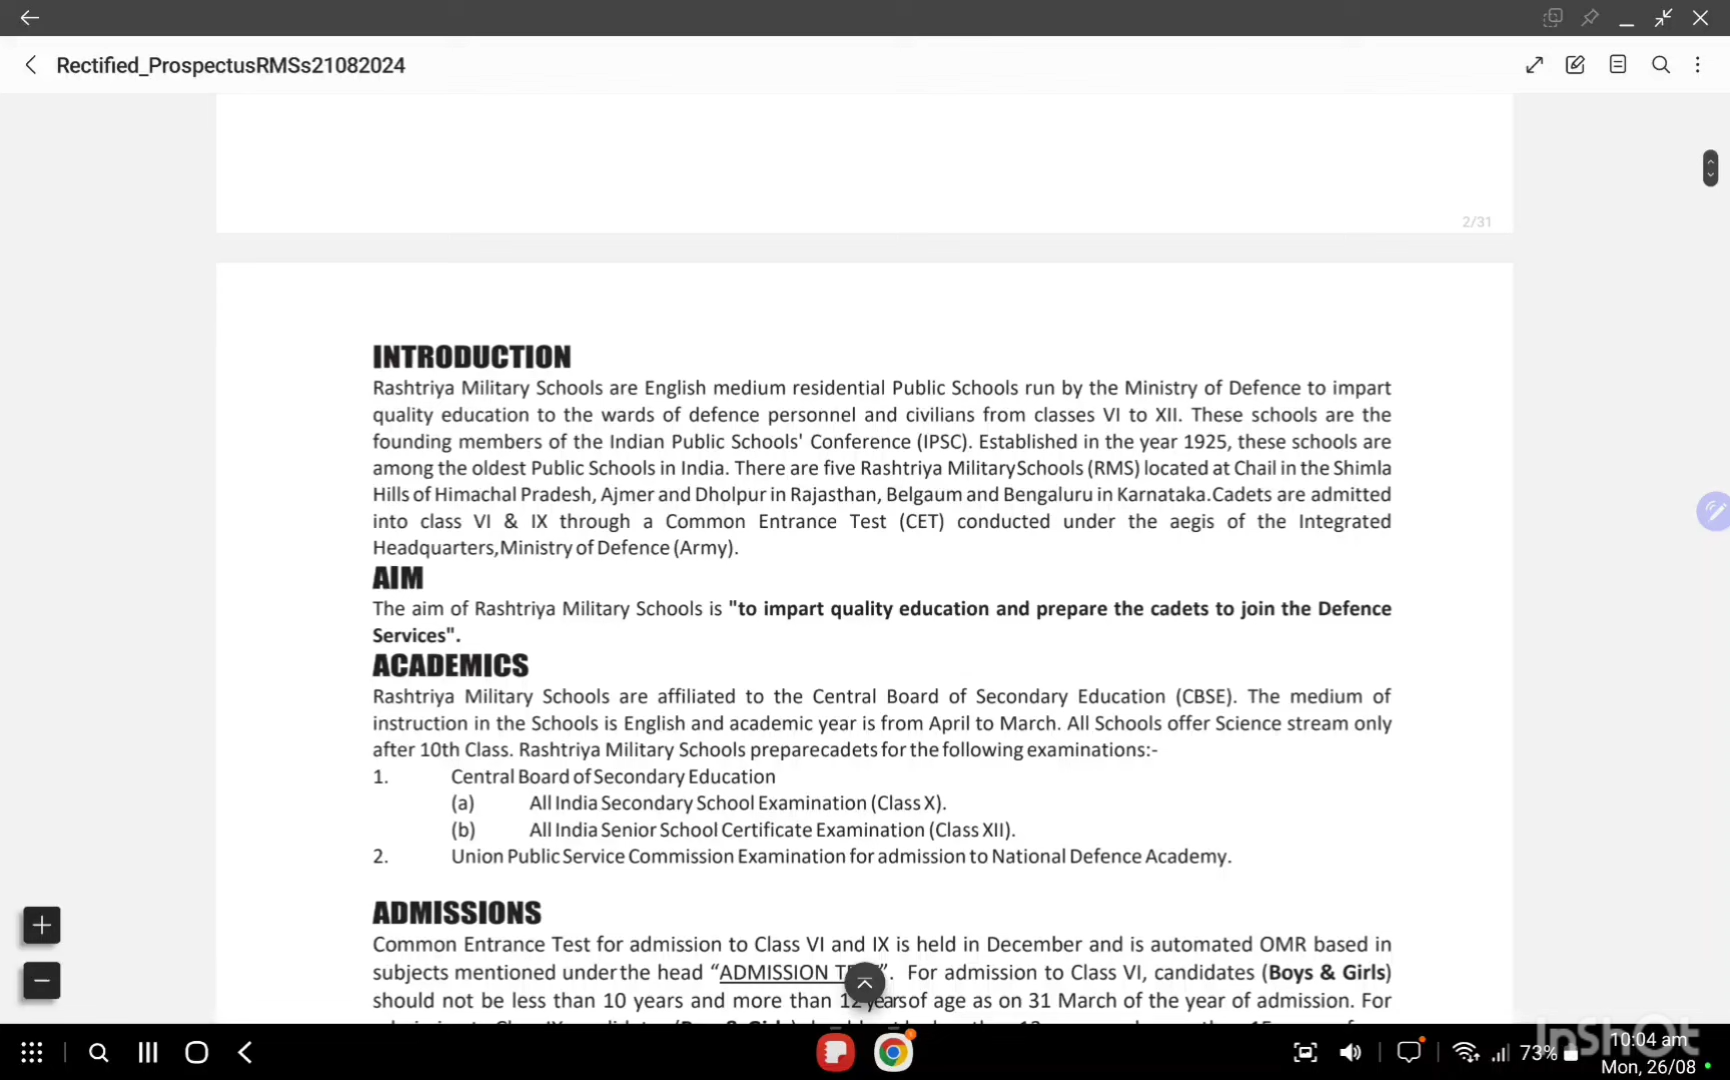 Rectified_ProspectusRMSs21082024
2/31
INTRODUCTION
Rashtriya Military Schools are English medium residential Public Schools run by the Ministry of Defence to impart
quality education to the wards of defence personnel and civilians from classes VI to XII. These schools are the
founding members of the Indian Public Schools' Conference (IPSC). Established in the year 1925, these schools are
among the oldest Public Schools in India. There are five Rashtriya MilitarySchools (RMS) located at Chail in the Shimla
Hills of Himachal Pradesh, Ajmer and Dholpur in Rajasthan, Belgaum and Bengaluru in Karnataka.Cadets are admitted
into class VI & IX through a Common Entrance Test (CET) conducted under the aegis of the Integrated
Headquarters,Ministry of Defence (Army).
AIM
The aim of Rashtriya Military Schools is "to impart quality education and prepare the cadets to join the Defence
Services".
ACADEMICS
Rashtriya Military Schools are affiliated to the Central Board of Secondary Education (CBSE). The medium of
instruction in the Schools is English and academic year is from April to March. All Schools offer Science stream only
after 10th Class. Rashtriya Military Schools preparecadets for the following examinations:-
1. Central Board of Secondary Education
(a) All India Secondary School Examination (Class X).
(b) All India Senior School Certificate Examination (Class XII).
2. Union Public Service Commission Examination for admission to National Defence Academy.
ADMISSIONS
Common Entrance Test for admission to Class VI and IX is held in December and is automated OMR based in
subjects mentioned under the head “ADMISSION ”. For admission to Class VI, candidates (Boys & Girls)
should not be less than 10 years and more than 12 years of age as on 31 March of the year of admission. For
InShOt
73%
10:04 am
Mon, 26/08